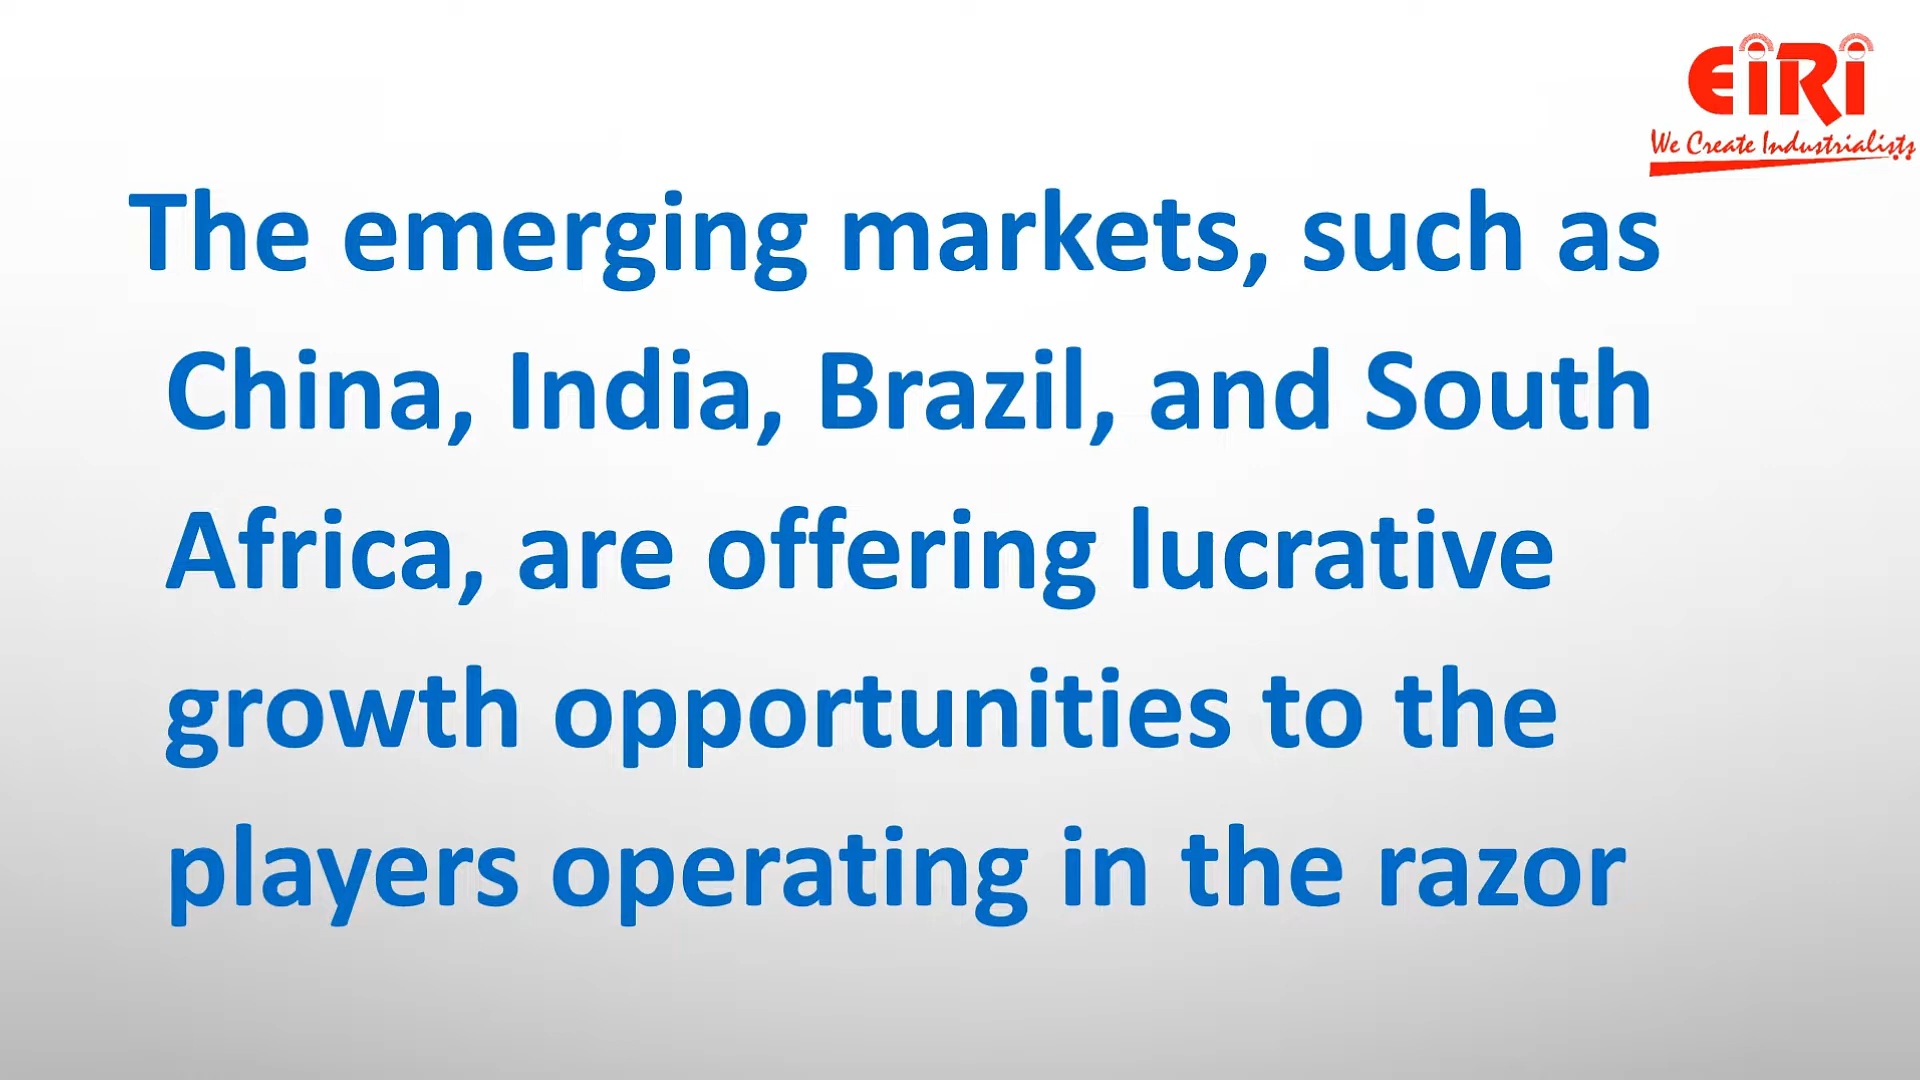 EiRi
We Create Industrialists
The emerging markets, such as
China, India, Brazil, and South
Africa, are offering lucrative
growth opportunities to the
players operating in the razor